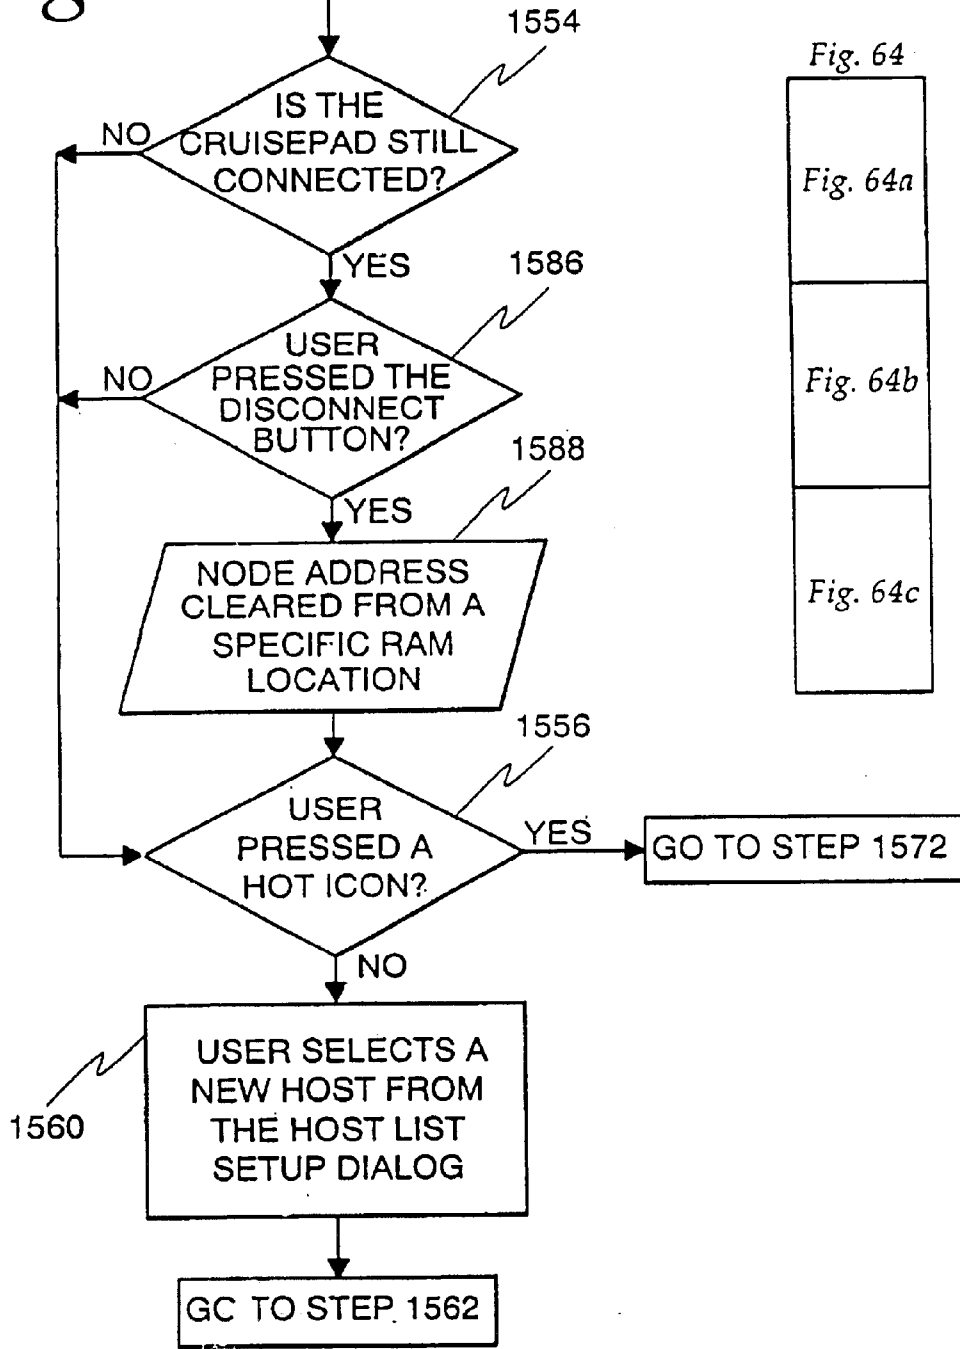 1554
IS THE
CRUISEPAD STILL
CONNECTED?
NO
YES
1586
USER
PRESSED THE
DISCONNECT
BUTTON?
NO
YES
1588
NODE ADDRESS
CLEARED FROM A
SPECIFIC RAM
LOCATION
1556
USER
PRESSED A
HOT ICON?
YES
GO TO STEP 1572
NO
1560
USER SELECTS A
NEW HOST FROM
THE HOST LIST
SETUP DIALOG
GC TO STEP 1562
Fig. 64
Fig. 64a
Fig. 64b
Fig. 64c